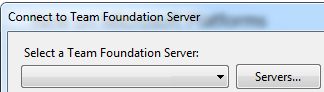 Connect to Team Foundation Server
Select a Team Foundation Server:
Servers...